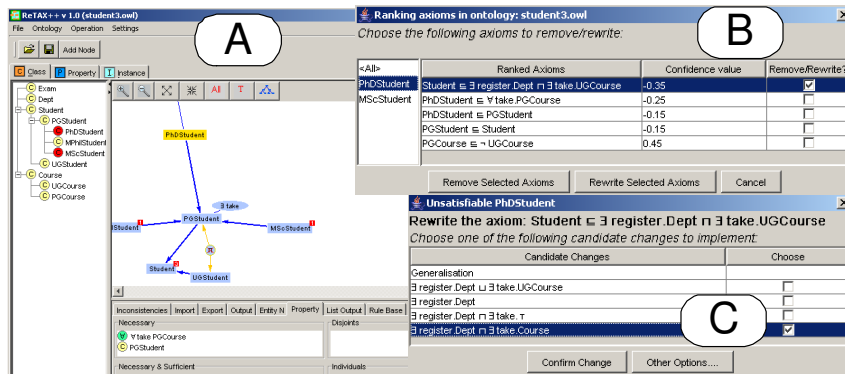 ReTAX++ v 1.0 (student3.owl)
File Ontology Operation Settings
Add Node
C Class P Property I Instance
Exam
Dept
Student
PGStudent
PhDStudent
MPhilStudent
MScStudent
UGStudent
Course
UGCourse
PGCourse
All T
PhDStudent
∃ take
PGStudent
lStudent
MScStudent
Student
UGStudent
Inconsistencies Import Export Output Entity N Property List Output Rule Base
Necessary Disjoints
∀ take PGCourse
PGStudent
Necessary & Sufficient Individuals
A
Ranking axioms in ontology: student3.owl
Choose the following axioms to remove/rewrite:
<All>
PhDStudent
MScStudent
Ranked Axioms Confidence value Remove/Rewrite?
Student ⊑ ∃ register.Dept ⊓ ∃ take.UGCourse -0.35
PhDStudent ⊑ ∀ take.PGCourse -0.25
PhDStudent ⊑ PGStudent -0.15
PGStudent ⊑ Student -0.15
PGCourse ⊑ ¬ UGCourse 0.45
Remove Selected Axioms Rewrite Selected Axioms Cancel
B
Unsatisfiable PhDStudent
Rewrite the axiom: Student ⊑ ∃ register.Dept ⊓ ∃ take.UGCourse
Choose one of the following candidate changes to implement:
Candidate Changes Choose
Generalisation
∃ register.Dept ⊔ ∃ take.UGCourse
∃ register.Dept
∃ register.Dept ⊓ ∃ take. ⊤
∃ register.Dept ⊓ ∃ take.Course
Confirm Change Other Options....
C